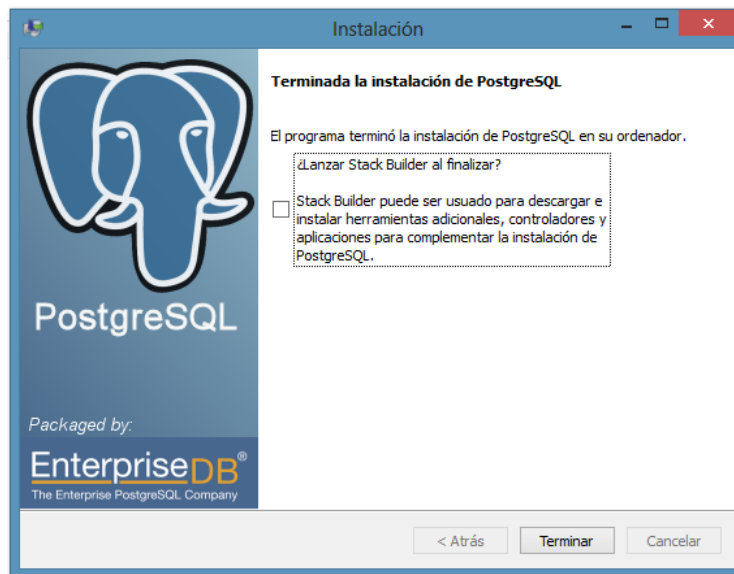 Instalación
Terminada la instalación de PostgreSQL
El programa terminó la instalación de PostgreSQL en su ordenador.
¿Lanzar Stack Builder al finalizar?
Stack Builder puede ser usado para descargar e
instalar herramientas adicionales, controladores y
aplicaciones para complementar la instalación de
PostgreSQL.
PostgreSQL
Packaged by:
EnterpriseDB®
The Enterprise PostgreSQL Company
< Atrás
Terminar
Cancelar